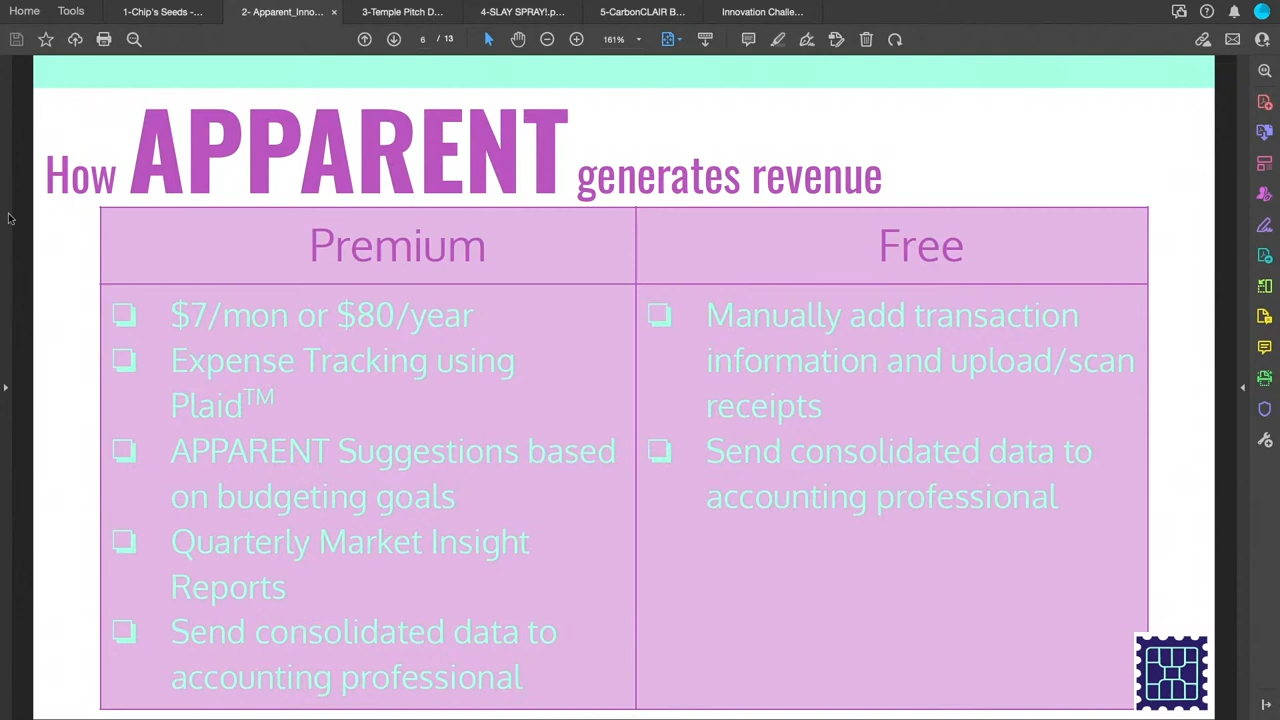 Home Tools 1-Chip's Seeds -... 2- Apparent_Inno... × 3-Temple Pitch D... 4-SLAY SPRAY!.p... 5-CarbonCLAIR B... Innovation Challe...
6 / 13 161%
How APPARENT generates revenue
Premium
$7/mon or $80/year
Expense Tracking using
Plaid™
APPARENT Suggestions based
on budgeting goals
Quarterly Market Insight
Reports
Send consolidated data to
accounting professional
Free
Manually add transaction
information and upload/scan
receipts
Send consolidated data to
accounting professional